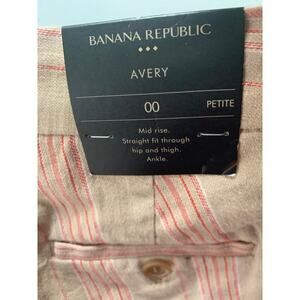 BANANA REPUBLIC
AVERY
00 PETITE
Mid rise.
Straight fit through
hip and thigh.
Ankle.